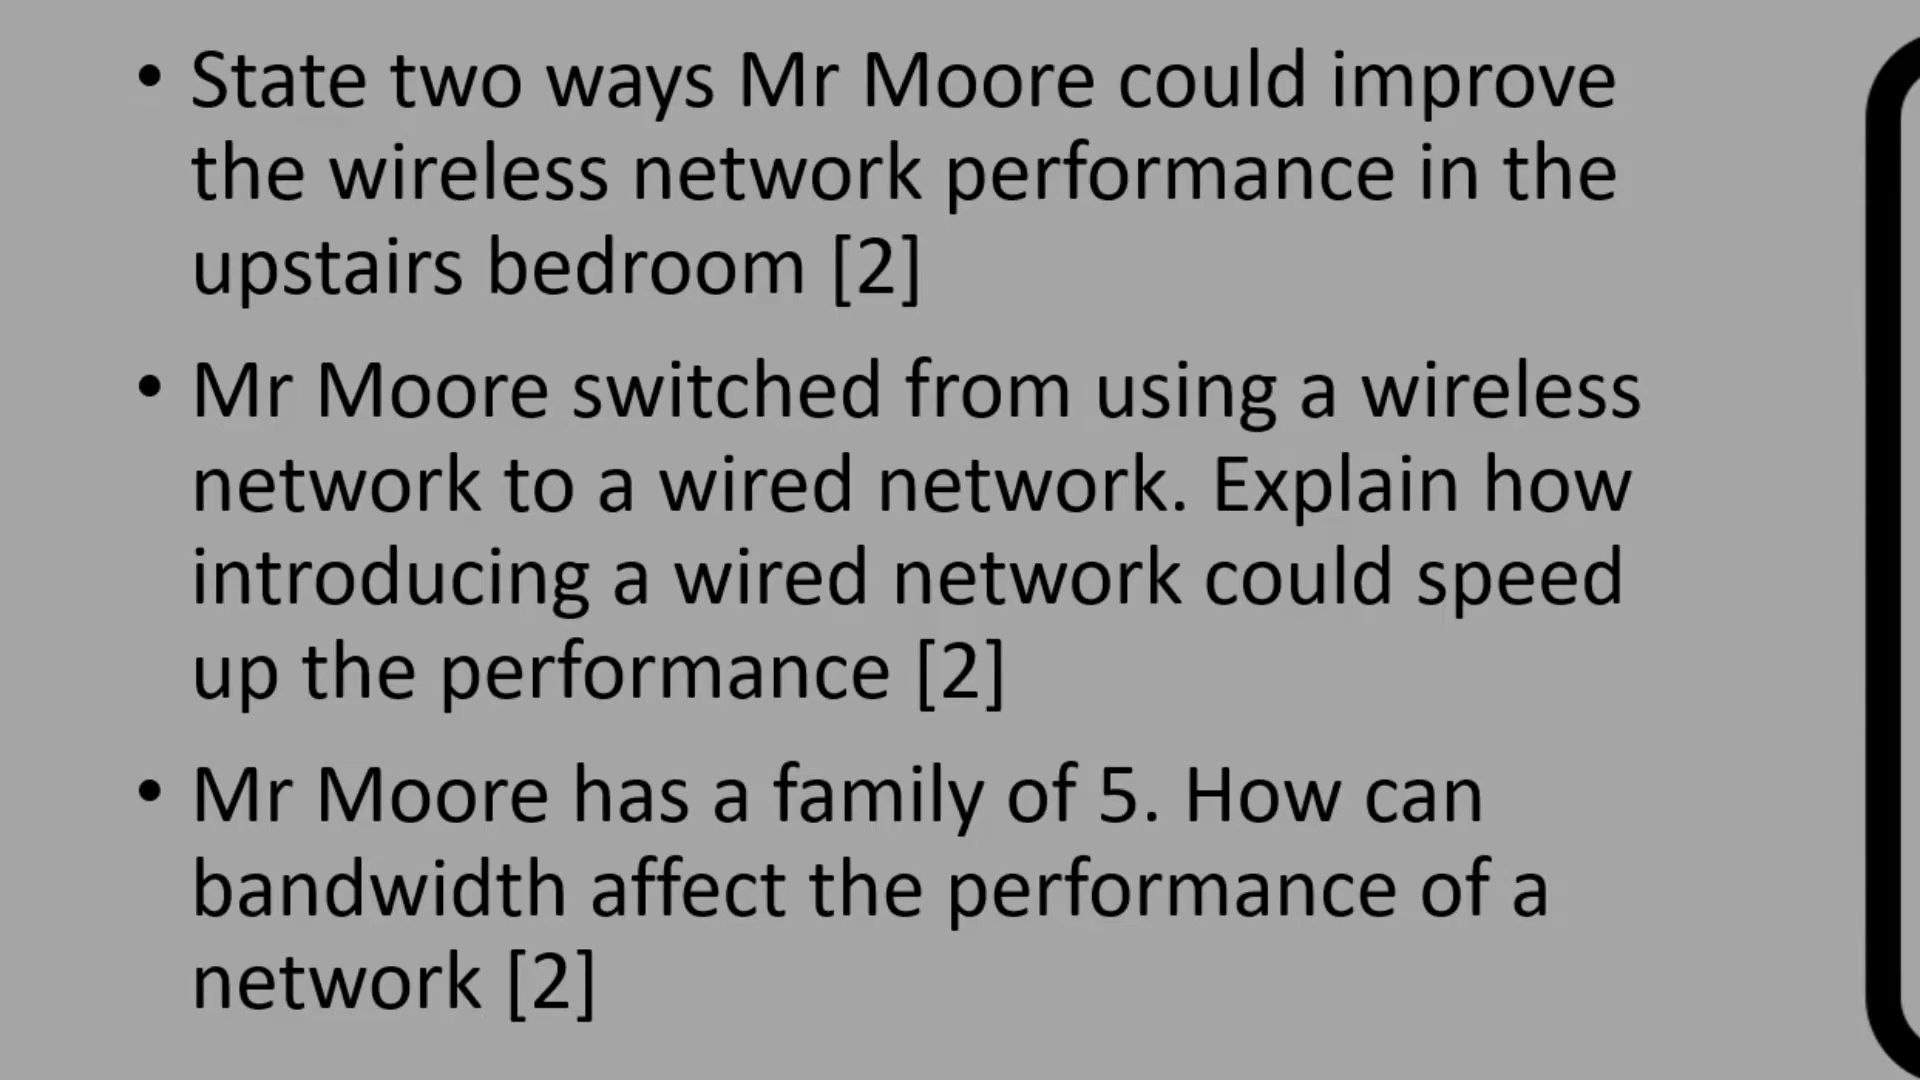 • State two ways Mr Moore could improve
the wireless network performance in the
upstairs bedroom [2]
• Mr Moore switched from using a wireless
network to a wired network. Explain how
introducing a wired network could speed
up the performance [2]
• Mr Moore has a family of 5. How can
bandwidth affect the performance of a
network [2]